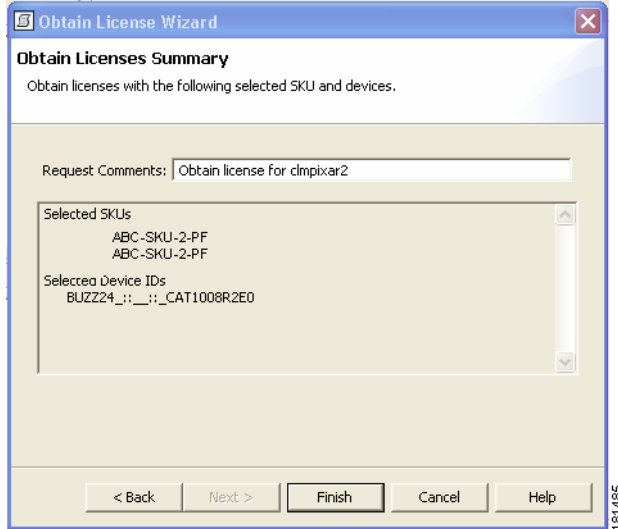 Obtain License Wizard
Obtain Licenses Summary
Obtain licenses with the following selected SKU and devices.
Request Comments: Obtain license for clmpixar2
Selected SKUs
ABC-SKU-2-PF
ABC-SKU-2-PF
Selected Device IDs
BUZZ24_::__::_CAT1008R2E0
< Back Next > Finish Cancel Help
181485